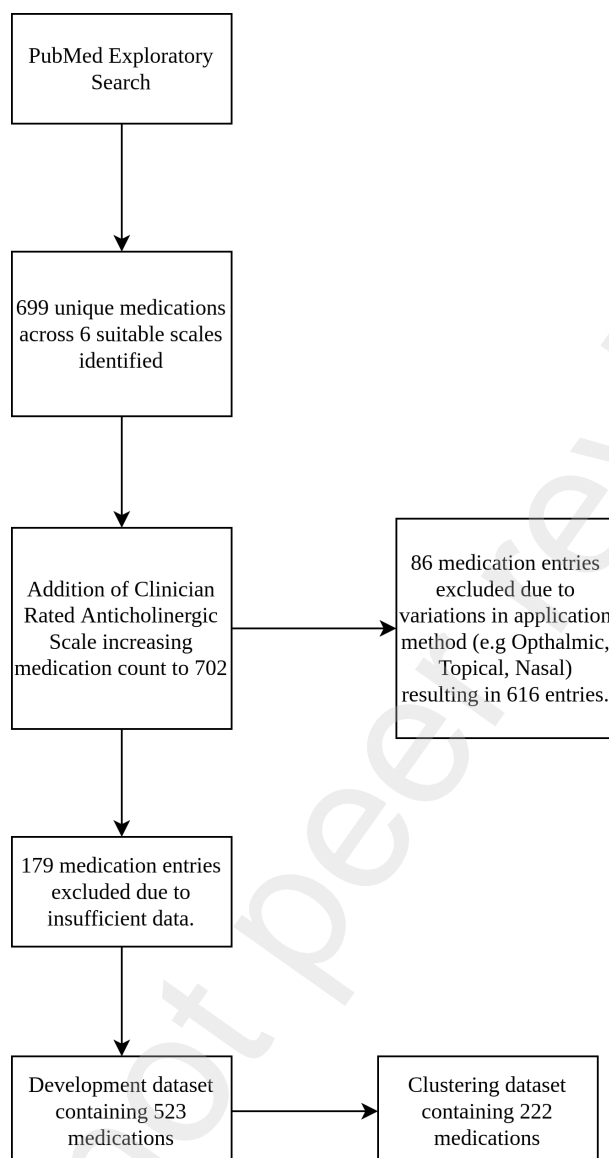 PubMed Exploratory
Search
699 unique medications
across 6 suitable scales
identified
Addition of Clinician
Rated Anticholinergic
Scale increasing
medication count to 702
86 medication entries
excluded due to
variations in application
method (e.g Opthalmic,
Topical, Nasal)
resulting in 616 entries.
179 medication entries
excluded due to
insufficient data.
Development dataset
containing 523
medications
Clustering dataset
containing 222
medications
not peer rev